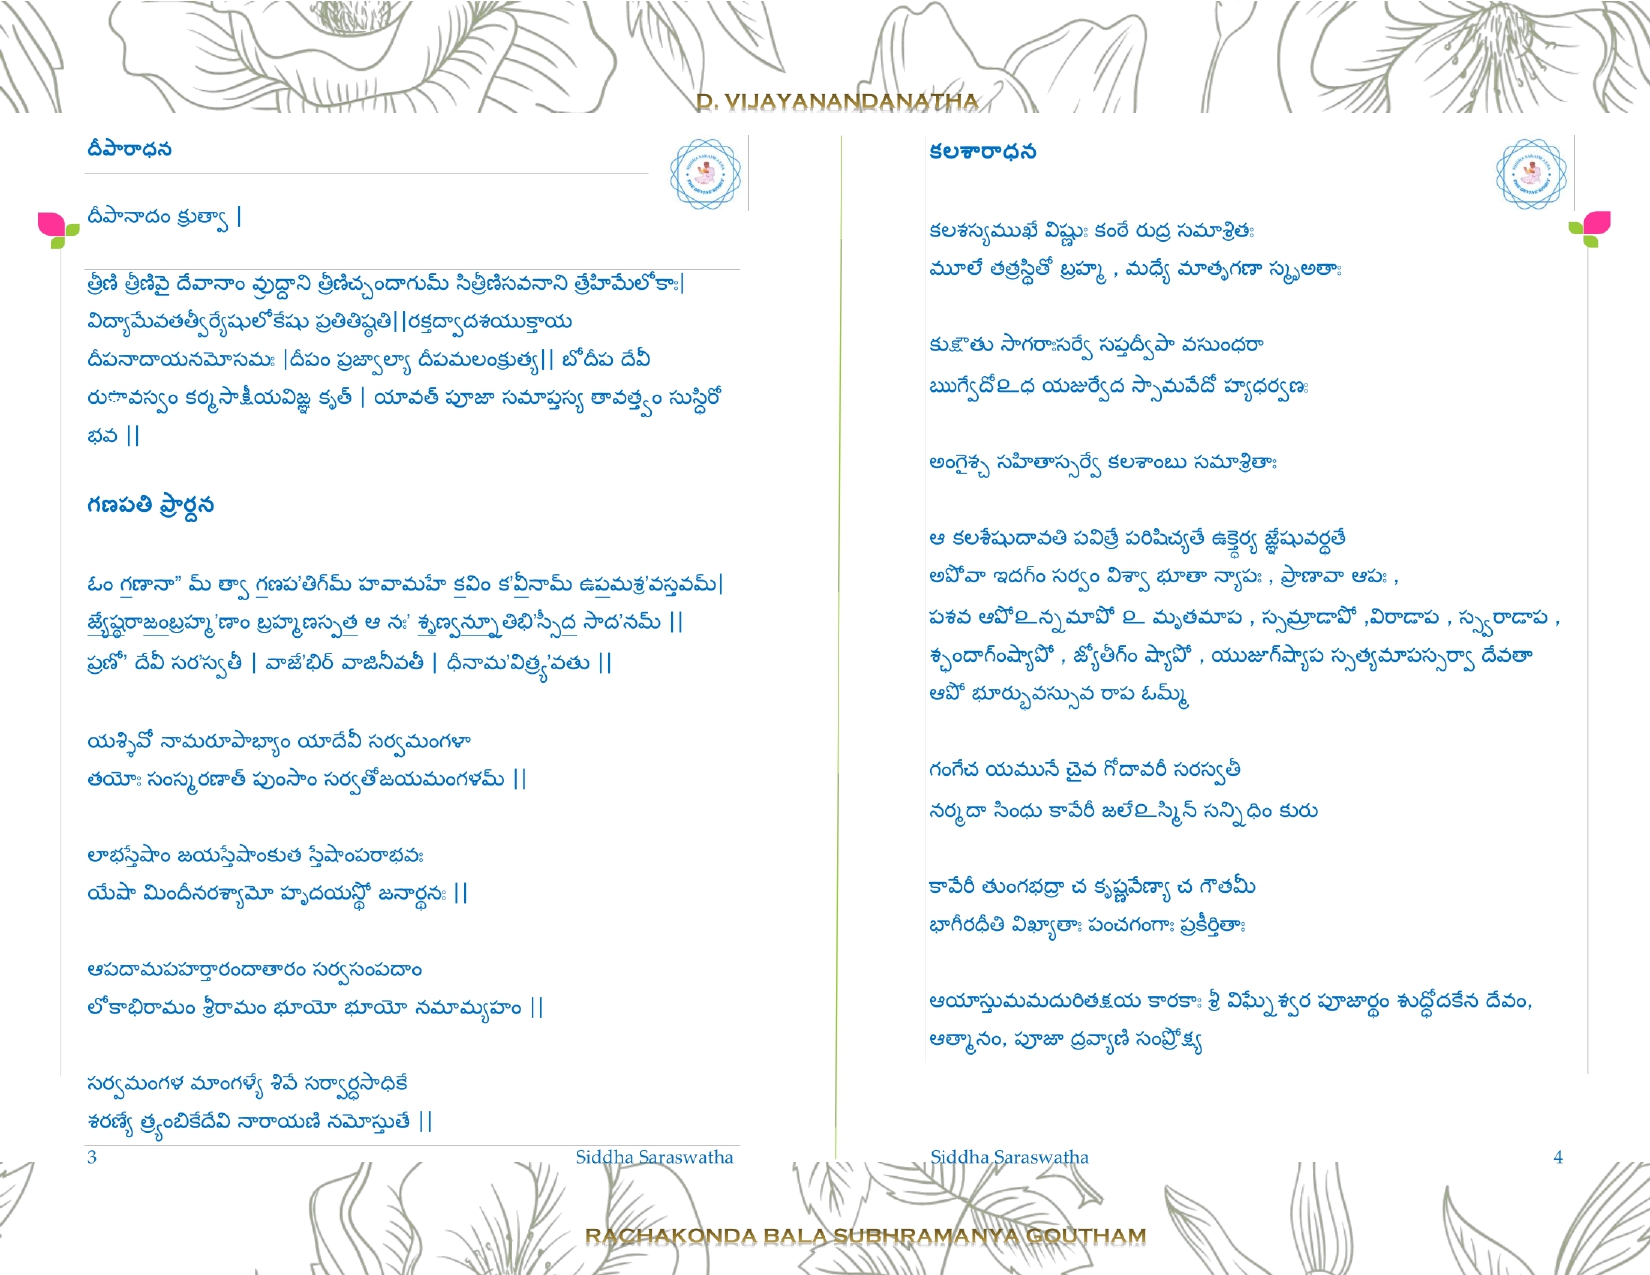 D. VIJAYANANDANATHA
దీపారాధన
దీపానాదం క్రుత్వా |
త్రీణి త్రీణివై దేవానాం వ్రుద్దాని త్రీణిచ్ఛందాగుమ్ సిత్రీణిసవనాని త్రేహిమేలోకాః|
విద్యామేవతత్వీర్యేషులోకేషు ప్రతితిష్ఠతి||రక్తద్వాదశయుక్తాయ
దీపనాదాయనమోసమః |దీపం ప్రజ్వాల్యా దీపమలంక్రుత్య|| బోదీప దేవీ
రుూవస్వం కర్మసాక్షీయవిజ్ఞ కృత్ | యావత్ పూజా సమాప్తస్య తావత్త్వం సుస్ధిరో
భవ ||
గణపతి ప్రార్దన
ఓం గణానా” మ్ త్వా గణప’తిగ్‍మ్ హవామహే కవిం క’వీనామ్ ఉపమశ్ర’వస్తవమ్|
జ్యేష్ఠరాజంబ్రహ్మ’ణాం బ్రహ్మణస్పత ఆ నః’ శృణ్వన్నూతిభి’స్సీద సాద’నమ్ ||
ప్రణో’ దేవీ సర’స్వతీ | వాజే’భిర్ వాజినీవతీ | ధీనామ’విత్ర్య’వతు ||
యశ్శివో నామరూపాభ్యాం యాదేవీ సర్వమంగళా
తయోః సంస్మరణాత్ పుంసాం సర్వతోజయమంగళమ్ ||
లాభస్తేషాం జయస్తేషాంకుత స్తేషాంపరాభవః
యేషా మిందీనరశ్యామో హృదయస్థో జనార్థనః ||
ఆపదామపహర్తారందాతారం సర్వసంపదాం
లోకాభిరామం శ్రీరామం భూయో భూయో నమామ్యహం ||
సర్వమంగళ మాంగళ్యే శివే సర్వార్ధసాధికే
శరణ్యే త్ర్యంబికేదేవి నారాయణి నమోస్తుతే ||
3 Siddha Saraswatha
కలశారాధన
కలశస్యముఖే విష్ణుః కంఠే రుద్ర సమాశ్రితః
మూలే తత్రస్థితో బ్రహ్మ , మధ్యే మాతృగణా స్మృఅతాః
కుక్షౌతు సాగరాఃసర్వే సప్తద్వీపా వసుంధరా
ఋగ్వేదోఽధ యజుర్వేద స్సామవేదో హ్యధర్వణః
అంగైశ్చ సహితాస్సర్వే కలశాంబు సమాశ్రితాః
ఆ కలశేషుదావతి పవిత్రే పరిషిచ్యతే ఉక్థైర్య జ్ఞేషువర్ధతే
అపోవా ఇదగ్ం సర్వం విశ్వా భూతా న్యాపః , ప్రాణావా ఆపః ,
పశవ ఆపోఽన్నమాపో ఽ మృతమాప , స్సమ్రాడాపో ,విరాడాప , స్స్వరాడాప ,
శ్ఛందాగ్ంష్యాపో , జ్యోతీగ్ం ష్యాపో , యుజూగ్‍ష్యాప స్సత్యమాపస్సర్వా దేవతా
ఆపో భూర్భువస్సువ రాప ఓమ్మ్
గంగేచ యమునే చైవ గోదావరీ సరస్వతీ
నర్మదా సింధు కావేరీ జలేఽస్మిన్ సన్నిధిం కురు
కావేరీ తుంగభద్రా చ కృష్ణవేణ్యా చ గౌతమీ
భాగీరధీతి విఖ్యాతాః పంచగంగాః ప్రకీర్తితాః
ఆయాస్తుమమదురితక్షయ కారకాః శ్రీ విఘ్నేశ్వర పూజార్థం శుద్ధోదకేన దేవం,
ఆత్మానం, పూజా ద్రవ్యాణి సంప్రోక్ష్య
Siddha Saraswatha 4
RACHAKONDA BALA SUBHRAMANYA GOUTHAM